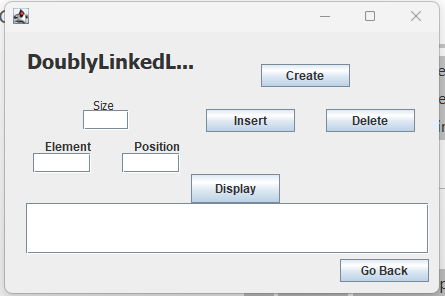 DoublyLinkedL...
Create
Size
Insert
Delete
Element
Position
Display
Go Back